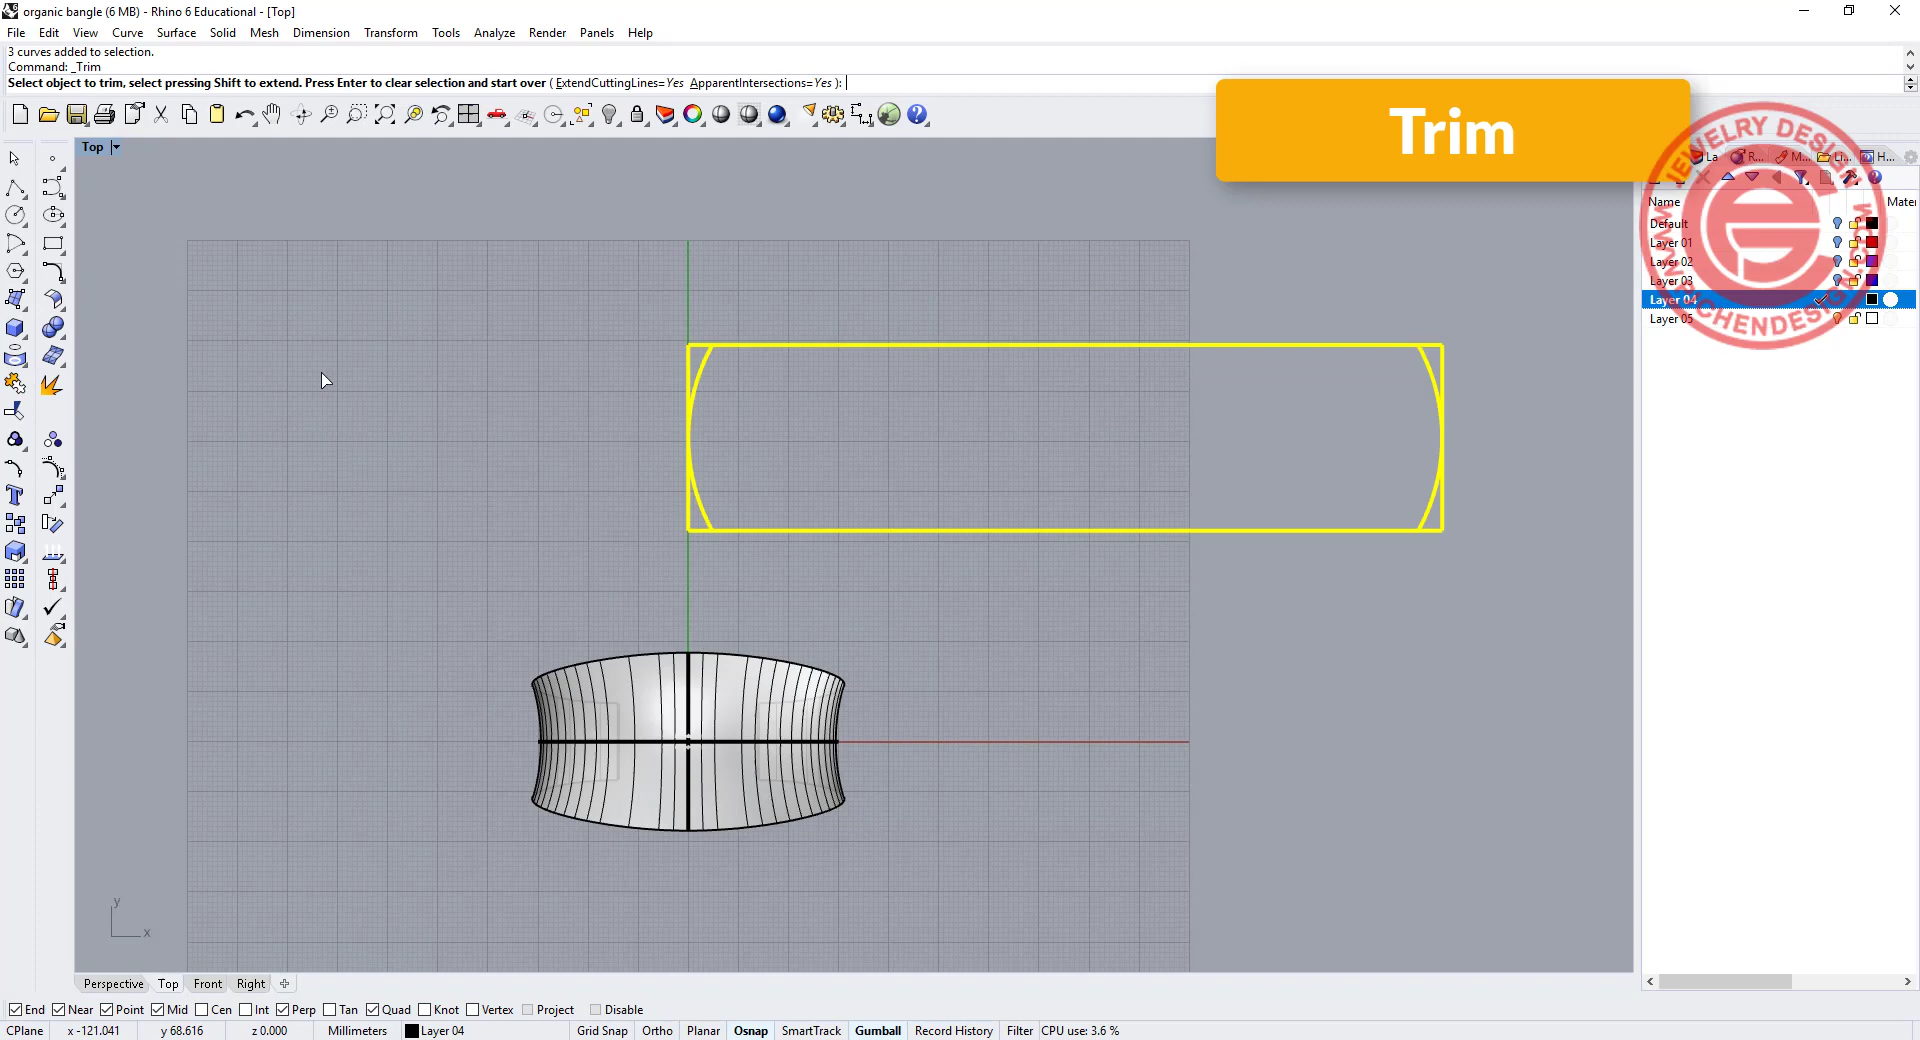 organic bangle (6 MB) - Rhino 6 Educational - [Top]
File Edit View Curve Surface Solid Mesh Dimension Transform Tools Analyze Render Panels Help
3 curves added to selection.
Command: _Trim
Select object to trim, select pressing Shift to extend. Press Enter to clear selection and start over ( ExtendCuttingLines=Yes ApparentIntersections=Yes ):
Trim
Top
La R... M... Li... H...
Name Mate
Default
Layer 01
Layer 02
Layer 03
Layer 04
Layer 05
JEWELRY DESIGN
y
x
Perspective Top Front Right
End Near Point Mid Cen Int Perp Tan Quad Knot Vertex Project Disable
CPlane x -121.041 y 68.616 z 0.000 Millimeters Layer 04 Grid Snap Ortho Planar Osnap SmartTrack Gumball Record History Filter CPU use: 3.6 %